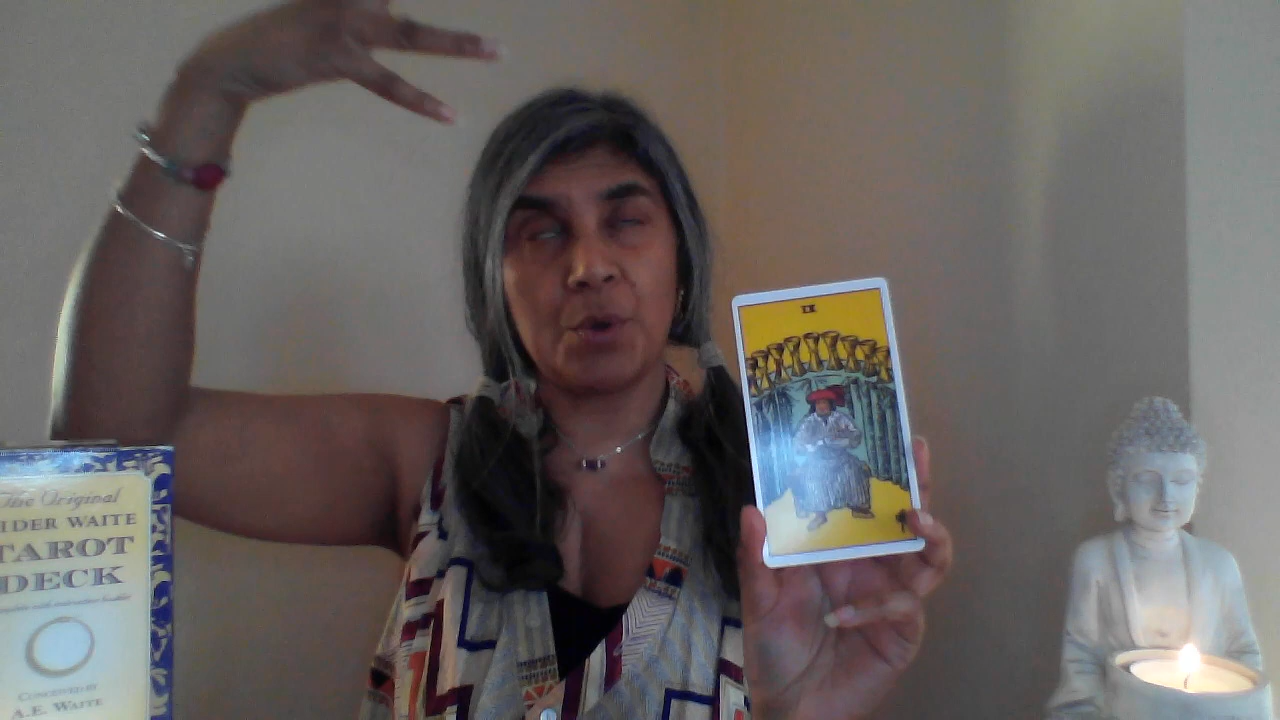 The Original
IDER WAITE
TAROT
DECK
CONCEIVED BY
A.E. WAITE
IX